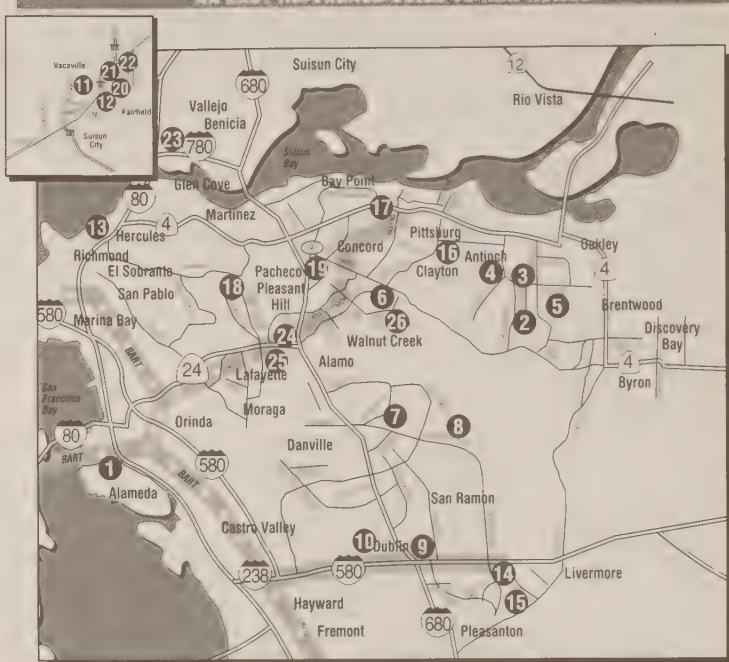 Vacaville
22
21
11
20
12
Fairfield
12
Suisun
City
680
Suisun City
12
Rio Vista
Vallejo
Benicia
23
780
Suisun
Bay
Glen Cove
80
Bay Point
Martinez
17
13
Hercules
4
Richmond
Concord
Pittsburg
Oakley
El Sobrante
16
Antioch
Clayton
4
3
4
Pacheco
19
San Pablo
18
Pleasant
Hill
6
5
Brentwood
580
Marina Bay
26
2
Discovery
Bay
Walnut Creek
24
BART
25
Alamo
24
Lafayette
4
Byron
San
Francisco
Bay
Moraga
7
Orinda
8
80
BART
Danville
BART
580
1
Alameda
San Ramon
Castro Valley
10
Dublin
9
238
580
14
Livermore
15
Hayward
Fremont
680
Pleasanton